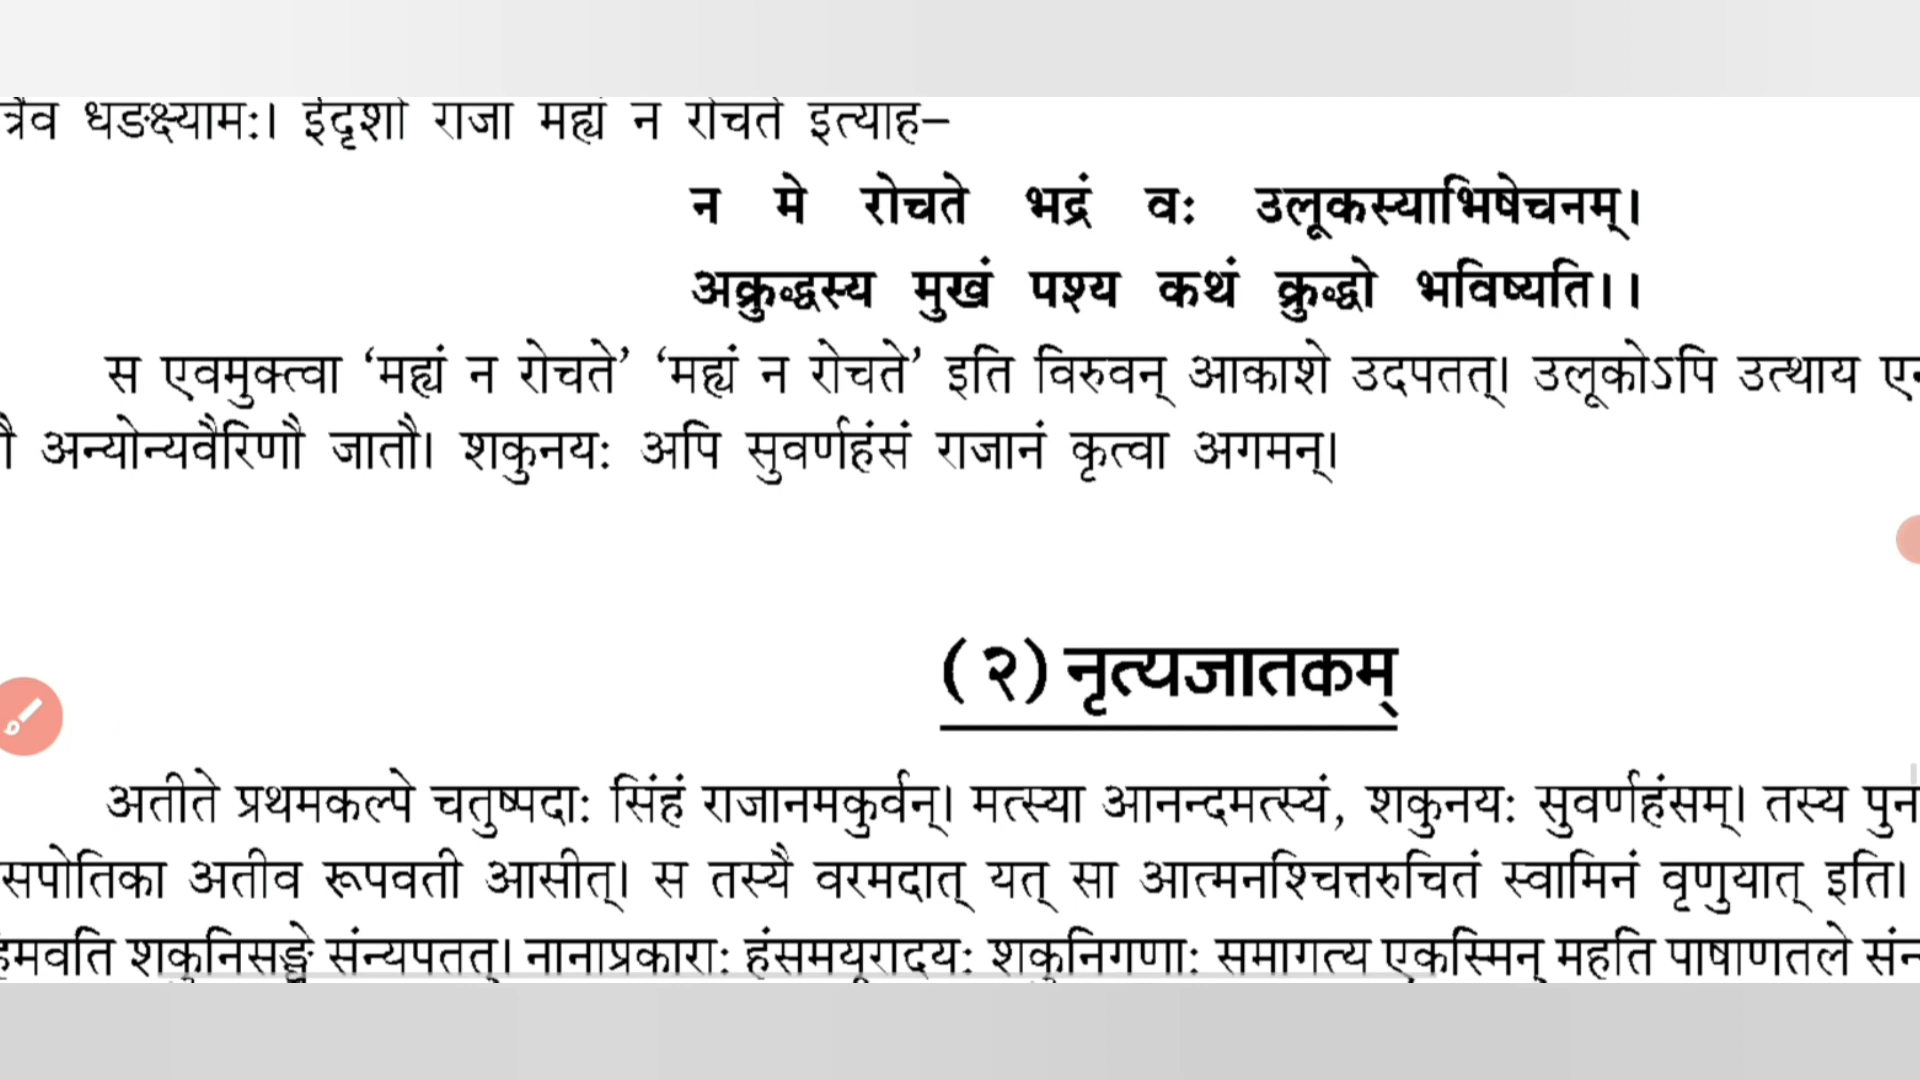 त्रैव धङक्ष्यामः। ईदृशो राजा मह्यं न रोचते इत्याह–
न मे रोचते भद्रं वः उलूकस्याभिषेचनम्।
अक्रुद्धस्य मुखं पश्य कथं क्रुद्धो भविष्यति।।
स एवमुक्त्वा ‘मह्यं न रोचते’ ‘मह्यं न रोचते’ इति विरुवन् आकाशे उदपतत्। उलूकोऽपि उत्थाय
अन्योन्यवैरिणौ जातौ। शकुनयः अपि सुवर्णहंसं राजानं कृत्वा अगमन्।
(२) नृत्यजातकम्
अतीते प्रथमकल्पे चतुष्पदाः सिंहं राजानमकुर्वन्। मत्स्या आनन्दमत्स्यं, शकुनयः सुवर्णहंसम्। तस्य पुन
सपोतिका अतीव रूपवती आसीत्। स तस्यै वरमदात् यत् सा आत्मनश्चित्तरुचितं स्वामिनं वृणुयात् इति।
हिमवति शकुनिसङ्घे संन्यपतत्। नानाप्रकाराः हंसमयूरादयः शकुनिगणाः समागत्य एकस्मिन् महति पाषाणतले संन